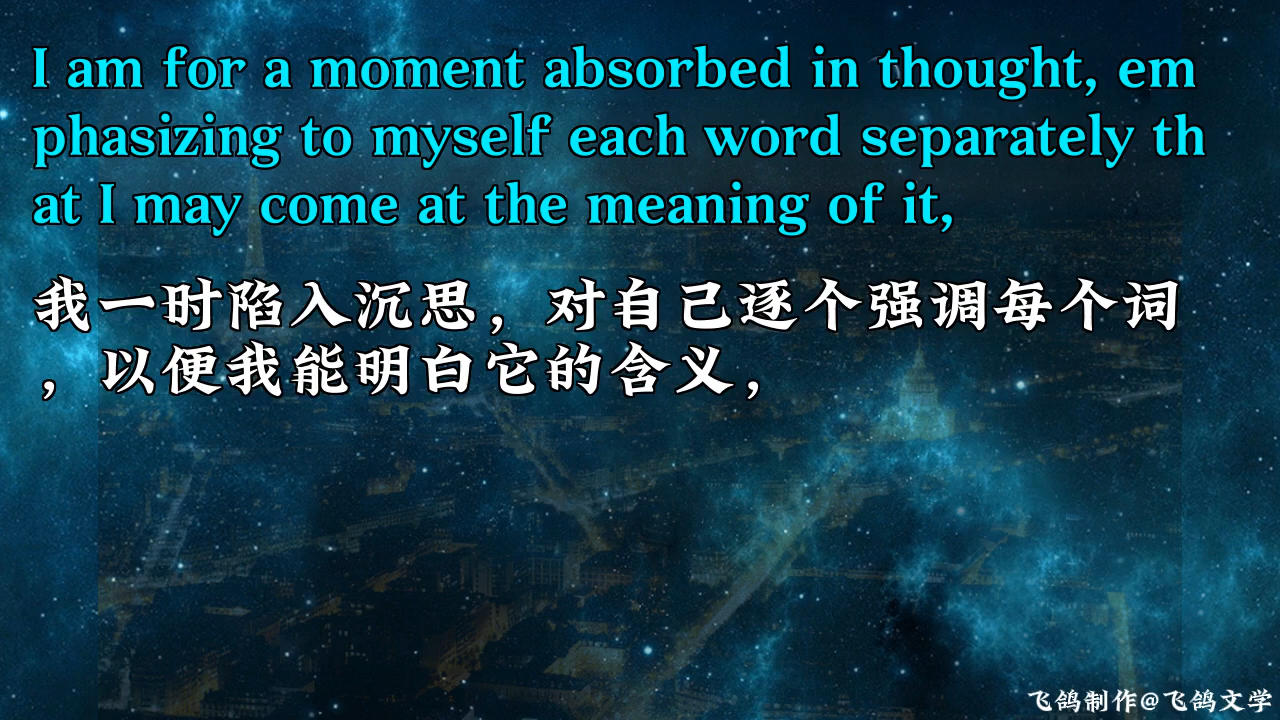 I am for a moment absorbed in thought, em
phasizing to myself each word separately th
at I may come at the meaning of it,
我一时陷入沉思，对自己逐个强调每个词
，以便我能明白它的含义，
飞鸽制作@飞鸽文学